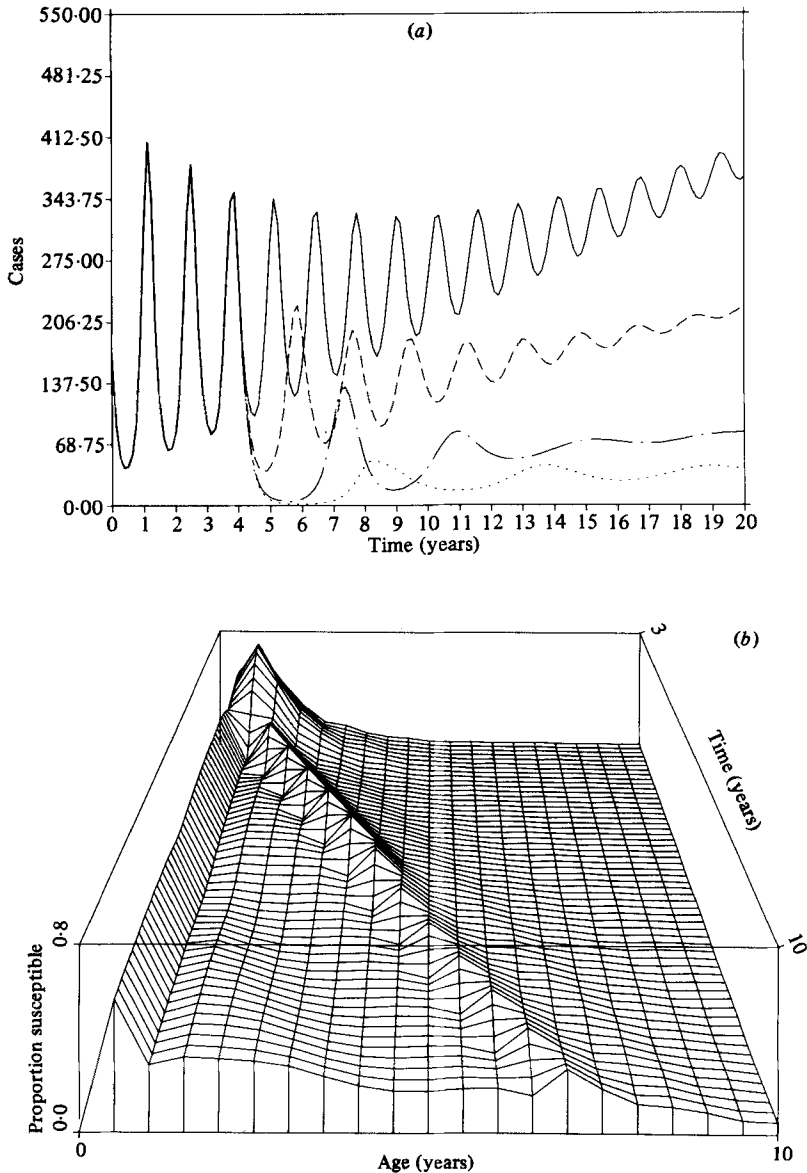 (a)
550·00
481·25
412·50
343·75
275·00
206·25
137·50
68·75
0·00
Cases
0 1 2 3 4 5 6 7 8 9 10 11 12 13 14 15 16 17 18 19 20
Time (years)
(b)
3
Time (years)
10
0·8
Proportion susceptible
0·0
0
10
Age (years)